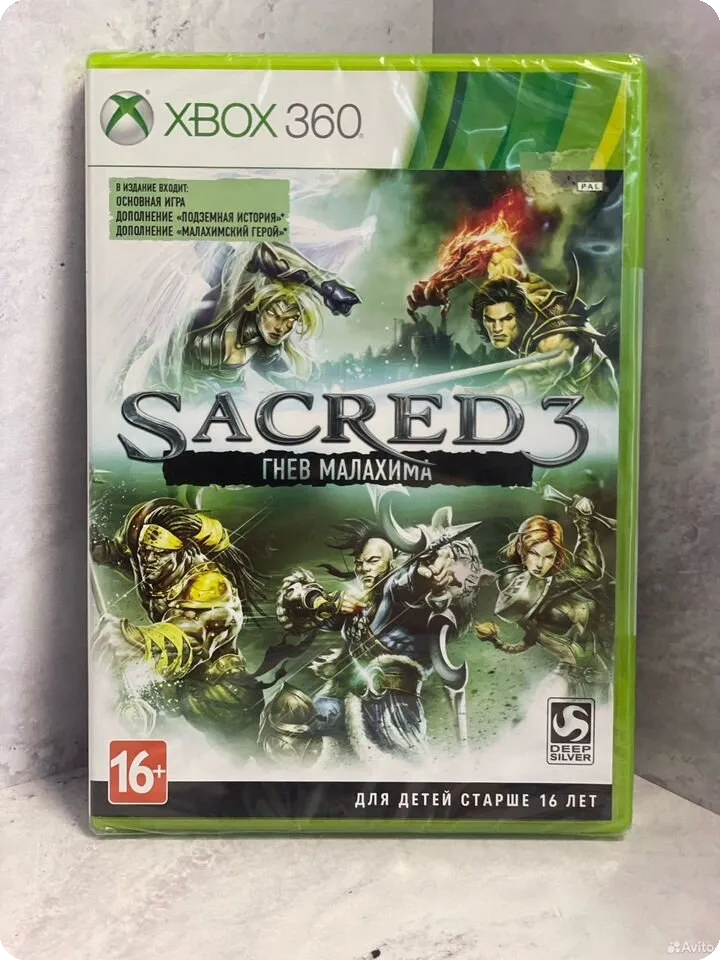 XBOX 360
В ИЗДАНИЕ ВХОДИТ:
ОСНОВНАЯ ИГРА
ДОПОЛНЕНИЕ «ПОДЗЕМНАЯ ИСТОРИЯ»*
ДОПОЛНЕНИЕ «МАЛАХИМСКИЙ ГЕРОЙ»*
PAL
SACRED 3
ГНЕВ МАЛАХИМА
DEEP
SILVER
16+
ДЛЯ ДЕТЕЙ СТАРШЕ 16 ЛЕТ
Avito